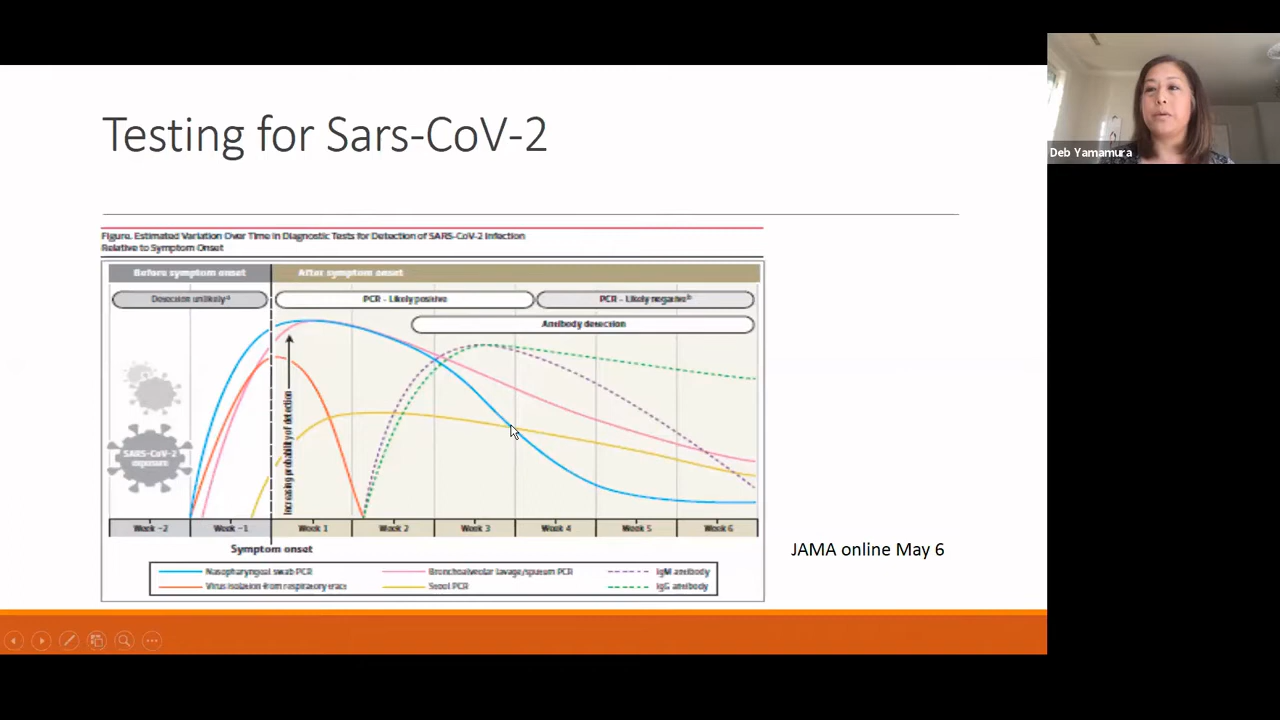 Testing for Sars-CoV-2
Deb Yamamura
Figure. Estimated Variation Over Time in Diagnostic Tests for Detection of SARS-CoV-2 Infection
Relative to Symptom Onset
Before symptom onset
After symptom onset
Detection unlikelyᵃ
PCR - Likely positive
PCR - Likely negativeᵇ
Antibody detection
SARS-CoV-2
exposure
Increasing probability of detection
Week -2
Week -1
Week 1
Week 2
Week 3
Week 4
Week 5
Week 6
Symptom onset
Nasopharyngeal swab PCR
Bronchoalveolar lavage/sputum PCR
IgM antibody
Virus isolation from respiratory tract
Stool PCR
IgG antibody
JAMA online May 6